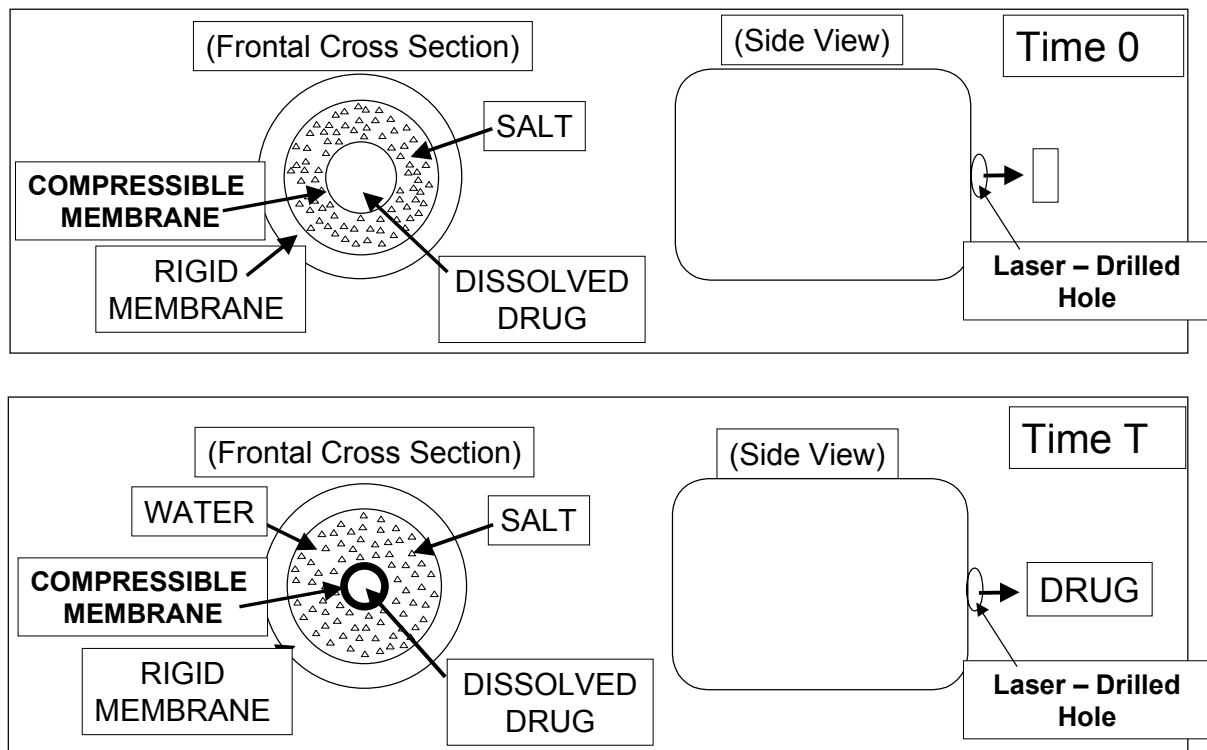 (Frontal Cross Section)
(Side View)
Time 0
SALT
COMPRESSIBLE
MEMBRANE
RIGID
MEMBRANE
DISSOLVED
DRUG
Laser – Drilled
Hole
(Frontal Cross Section)
(Side View)
Time T
WATER
SALT
COMPRESSIBLE
MEMBRANE
DRUG
RIGID
MEMBRANE
DISSOLVED
DRUG
Laser – Drilled
Hole